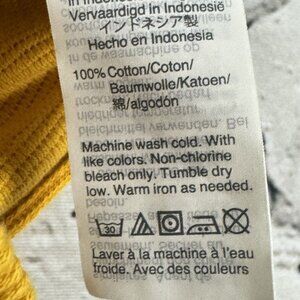 Vervaardigd in Indonesië
インドネシア製
Hecho en Indonesia
100% Cotton/Coton/
Baumwolle/Katoen/
綿/algodón
Machine wash cold. With
like colors. Non-chlorine
bleach only. Tumble dry
low. Warm iron as needed.
30
Laver à la machine à l'eau
froide. Avec des couleurs